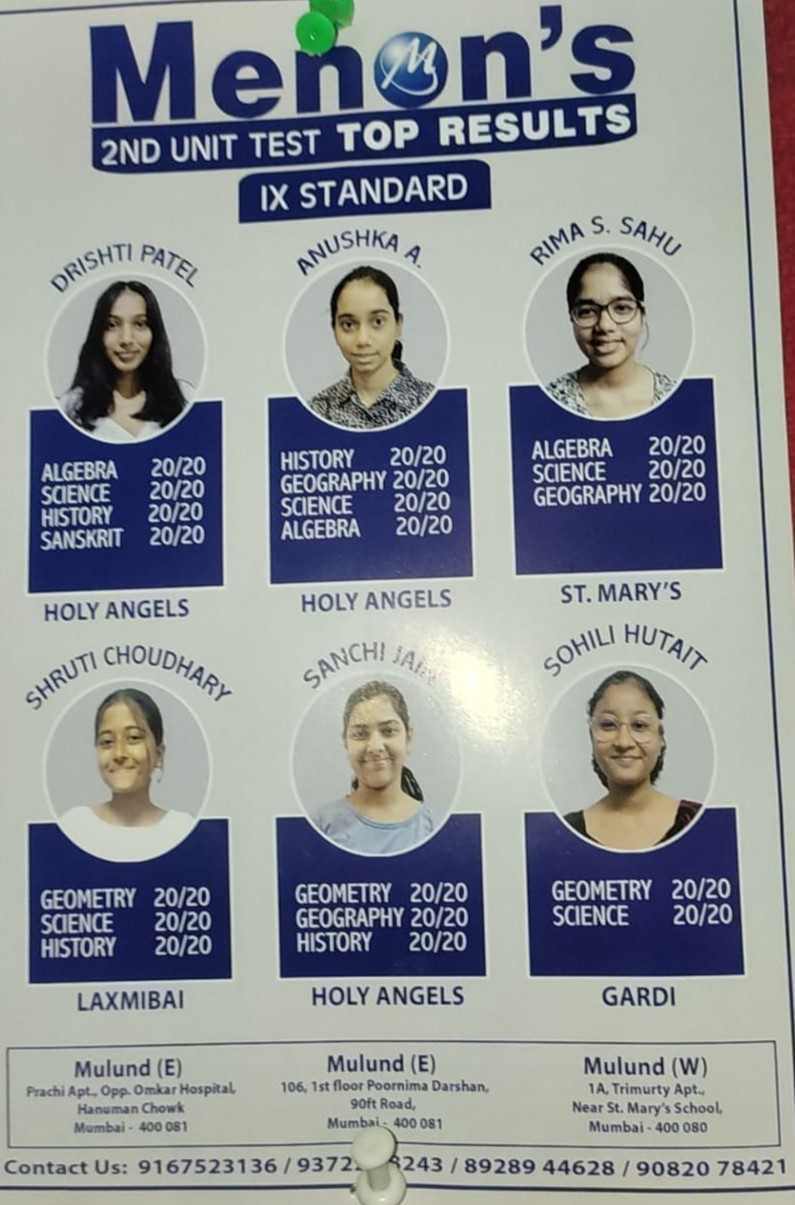 Menon's
2ND UNIT TEST TOP RESULTS
IX STANDARD
DRISHTI PATEL
ALGEBRA 20/20
SCIENCE 20/20
HISTORY 20/20
SANSKRIT 20/20
HOLY ANGELS
ANUSHKA A.
HISTORY 20/20
GEOGRAPHY 20/20
SCIENCE 20/20
ALGEBRA 20/20
HOLY ANGELS
RIMA S. SAHU
ALGEBRA 20/20
SCIENCE 20/20
GEOGRAPHY 20/20
ST. MARY'S
SHRUTI CHOUDHARY
GEOMETRY 20/20
SCIENCE 20/20
HISTORY 20/20
LAXMIBAI
SANCHI
GEOMETRY 20/20
GEOGRAPHY 20/20
HISTORY 20/20
HOLY ANGELS
SOHILI HUTAIT
GEOMETRY 20/20
SCIENCE 20/20
GARDI
Mulund (E)
Prachi Apt., Opp. Omkar Hospital,
Hanuman Chowk
Mumbai - 400 081
Mulund (E)
106, 1st floor Poornima Darshan,
90ft Road,
Mumbai - 400 081
Mulund (W)
1A, Trimurty Apt.,
Near St. Mary's School,
Mumbai - 400 080
Contact Us: 9167523136 / / 89289 44628 / 90820 78421